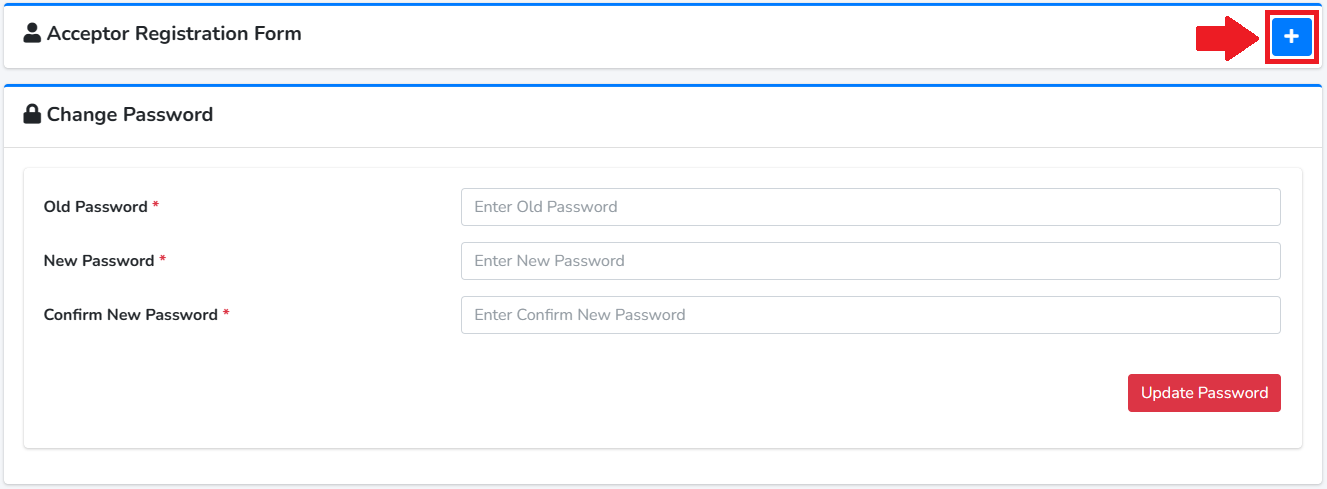 Acceptor Registration Form
Change Password
Old Password *
Enter Old Password
New Password *
Enter New Password
Confirm New Password *
Enter Confirm New Password
Update Password